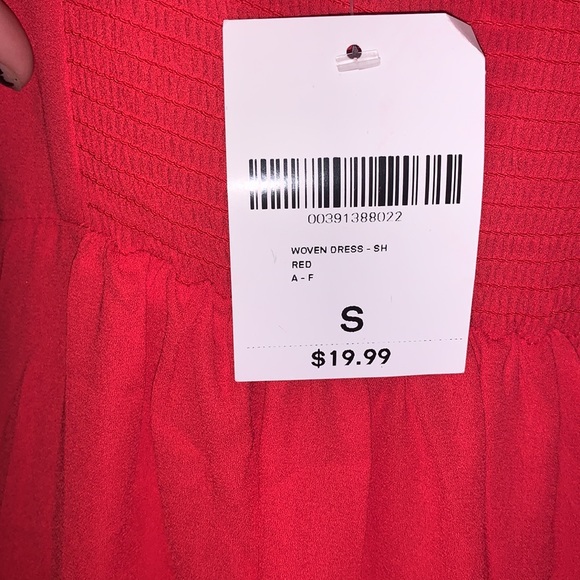 00391388022
WOVEN DRESS - SH
RED
A - F
S
$19.99